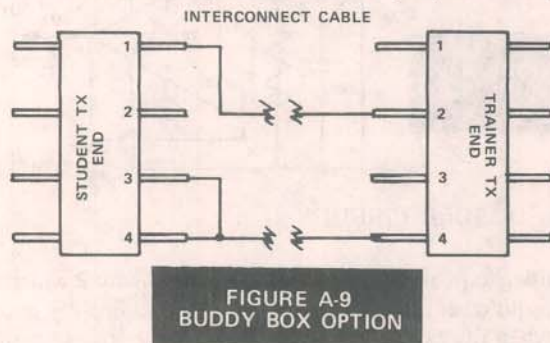 INTERCONNECT CABLE
STUDENT TX
END
1
2
3
4
1
2
3
4
TRAINER TX
END
FIGURE A-9
BUDDY BOX OPTION